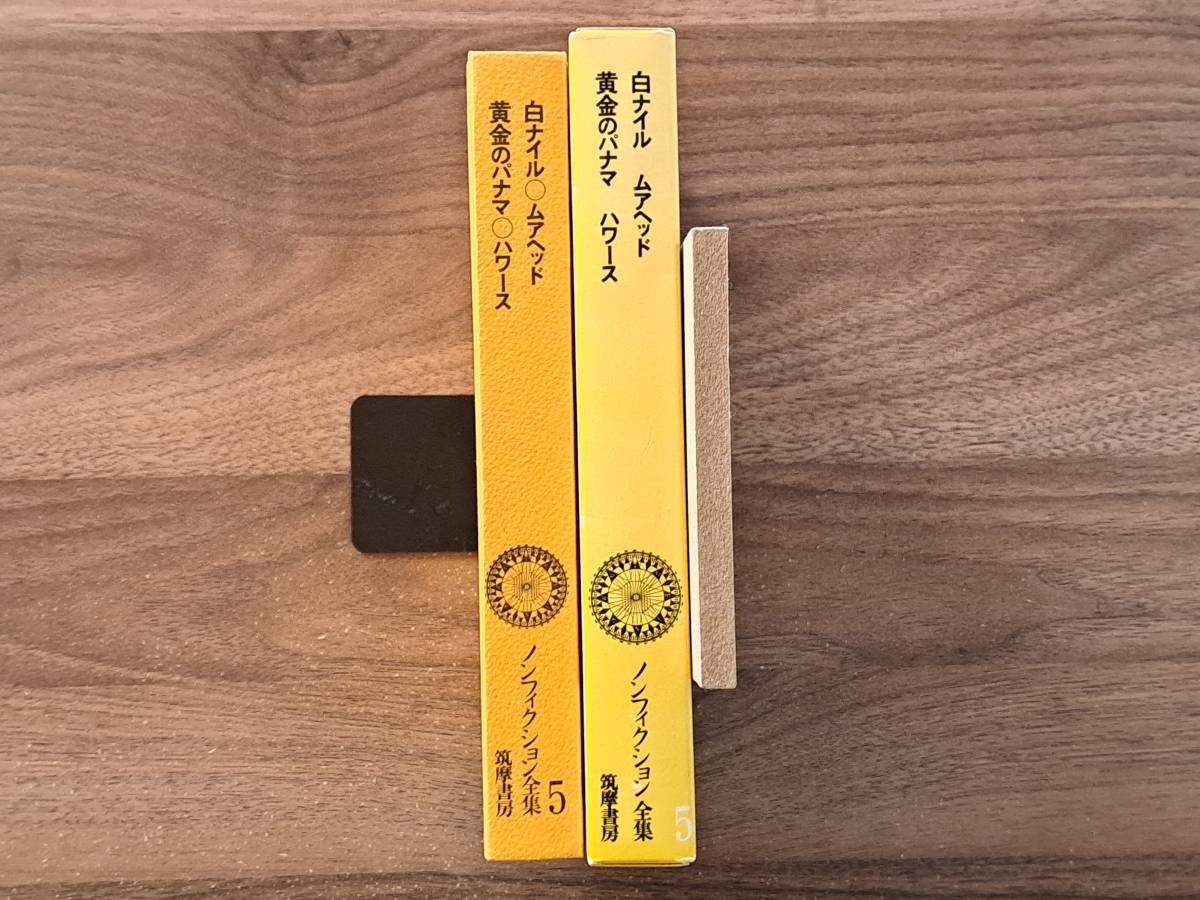 白ナイル○ムアヘッド
黄金のパナマ○ハワース
ノンフィクション全集5
筑摩書房
白ナイル ムアヘッド
黄金のパナマ ハワース
ノンフィクション全集5
筑摩書房